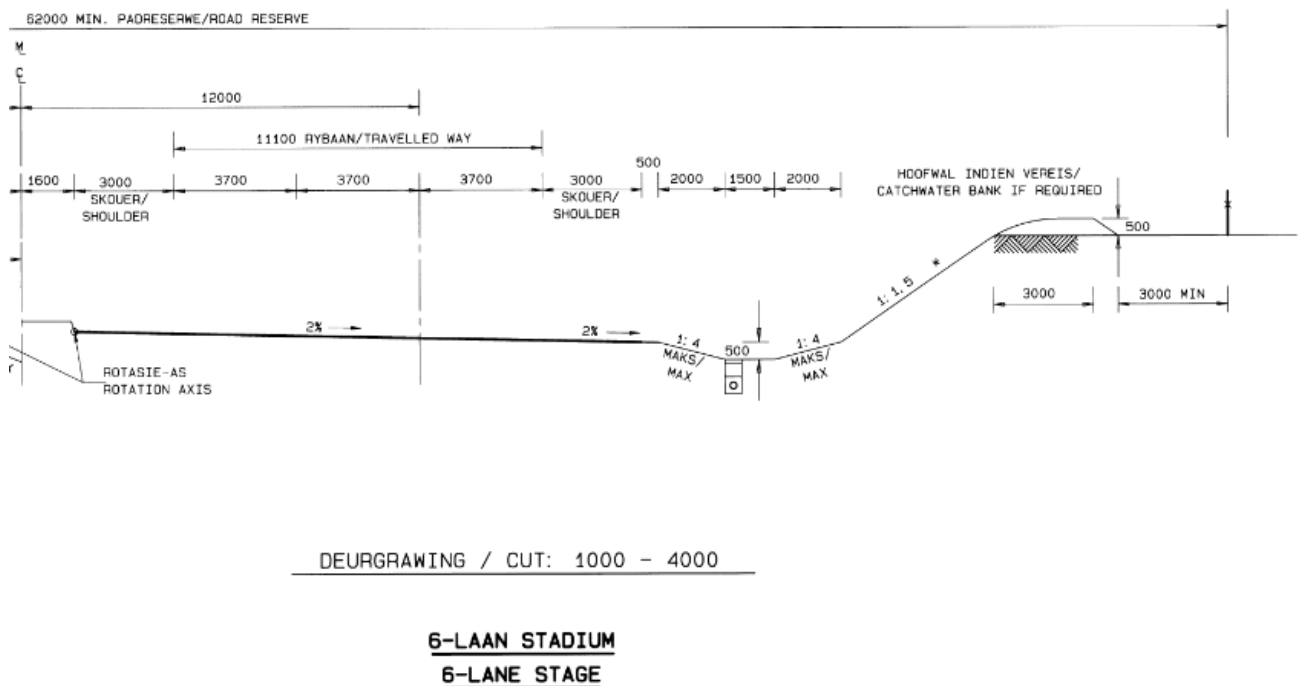 62000 MIN. PADRESERWE/ROAD RESERVE
M
C L
12000
11100 RYBAAN/TRAVELLED WAY
500
1600
3000
3700
3700
3700
3000
2000
1500
2000
SKOUER/
SHOULDER
SKOUER/
SHOULDER
HOOFWAL INDIEN VEREIS/
CATCHWATER BANK IF REQUIRED
500
1:1,5 *
3000
3000 MIN
2%
2%
1:4
MAKS/
MAX
500
1:4
MAKS/
MAX
ROTASIE-AS
ROTATION AXIS
DEURGRAWING / CUT: 1000 - 4000
6-LAAN STADIUM
6-LANE STAGE